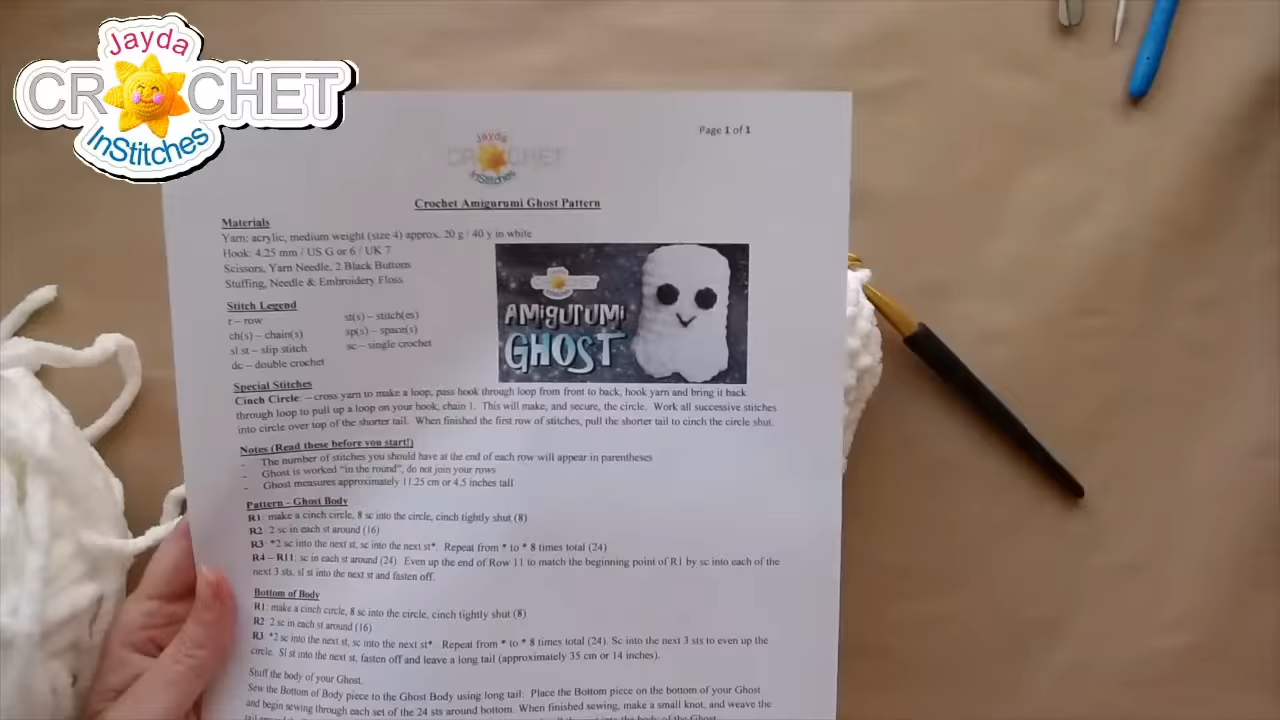 Jayda
CROCHET
InStitches
Page 1 of 1
Jayda
CROCHET
InStitches
Crochet Amigurumi Ghost Pattern
Materials
Yarn: acrylic, medium weight (size 4) approx. 20 g / 40 y in white
Hook: 4.25 mm / US G or 6 / UK 7
Scissors, Yarn Needle, 2 Black Buttons
Stuffing, Needle & Embroidery Floss
Stitch Legend
r – row
ch(s) – chain(s)
sl st – slip stitch
dc – double crochet
st(s) – stitch(es)
sp(s) – space(s)
sc – single crochet
AMiGURUMi
GHOST
Special Stitches
Cinch Circle: – cross yarn to make a loop, pass hook through loop from front to back, hook yarn and bring it back
through loop to pull up a loop on your hook, chain 1. This will make, and secure, the circle. Work all successive stitches
into circle over top of the shorter tail. When finished the first row of stitches, pull the shorter tail to cinch the circle shut.
Notes (Read these before you start!)
- The number of stitches you should have at the end of each row will appear in parentheses
- Ghost is worked "in the round", do not join your rows
- Ghost measures approximately 11.25 cm or 4.5 inches tall
Pattern – Ghost Body
R1: make a cinch circle, 8 sc into the circle, cinch tightly shut (8)
R2: 2 sc in each st around (16)
R3: *2 sc into the next st, sc into the next st*. Repeat from * to * 8 times total (24)
R4 – R11: sc in each st around (24). Even up the end of Row 11 to match the beginning point of R1 by sc into each of the
next 3 sts, sl st into the next st and fasten off.
Bottom of Body
R1: make a cinch circle, 8 sc into the circle, cinch tightly shut (8)
R2: 2 sc in each st around (16)
R3: *2 sc into the next st, sc into the next st*. Repeat from * to * 8 times total (24). Sc into the next 3 sts to even up the
circle. Sl st into the next st, fasten off and leave a long tail (approximately 35 cm or 14 inches).
Stuff the body of your Ghost.
Sew the Bottom of Body piece to the Ghost Body using long tail: Place the Bottom piece on the bottom of your Ghost
and begin sewing through each set of the 24 sts around bottom. When finished sewing, make a small knot, and weave the
into the body of the Ghost.